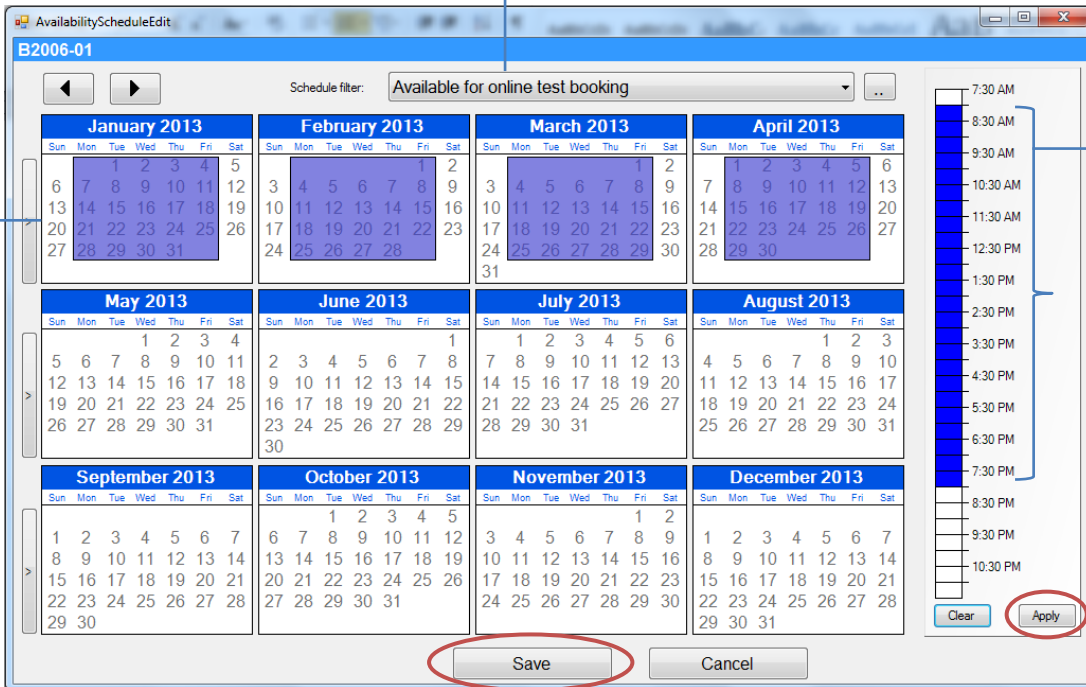 AvailabilityScheduleEdit
B2006-01
Schedule filter: Available for online test booking ..
January 2013 February 2013 March 2013 April 2013
Sun Mon Tue Wed Thu Fri Sat Sun Mon Tue Wed Thu Fri Sat Sun Mon Tue Wed Thu Fri Sat Sun Mon Tue Wed Thu Fri Sat
1 2 3 4 5 1 2 1 2 1 2 3 4 5 6
6 7 8 9 10 11 12 3 4 5 6 7 8 9 3 4 5 6 7 8 9 7 8 9 10 11 12 13
13 14 15 16 17 18 19 10 11 12 13 14 15 16 10 11 12 13 14 15 16 14 15 16 17 18 19 20
> 20 21 22 23 24 25 26 17 18 19 20 21 22 23 17 18 19 20 21 22 23 21 22 23 24 25 26 27
27 28 29 30 31 24 25 26 27 28 24 25 26 27 28 29 30 28 29 30
31
May 2013 June 2013 July 2013 August 2013
Sun Mon Tue Wed Thu Fri Sat Sun Mon Tue Wed Thu Fri Sat Sun Mon Tue Wed Thu Fri Sat Sun Mon Tue Wed Thu Fri Sat
1 2 3 4 1 1 2 3 4 5 6 1 2 3
5 6 7 8 9 10 11 2 3 4 5 6 7 8 7 8 9 10 11 12 13 4 5 6 7 8 9 10
> 12 13 14 15 16 17 18 9 10 11 12 13 14 15 14 15 16 17 18 19 20 11 12 13 14 15 16 17
19 20 21 22 23 24 25 16 17 18 19 20 21 22 21 22 23 24 25 26 27 18 19 20 21 22 23 24
26 27 28 29 30 31 23 24 25 26 27 28 29 28 29 30 31 25 26 27 28 29 30 31
30
September 2013 October 2013 November 2013 December 2013
Sun Mon Tue Wed Thu Fri Sat Sun Mon Tue Wed Thu Fri Sat Sun Mon Tue Wed Thu Fri Sat Sun Mon Tue Wed Thu Fri Sat
1 2 3 4 5 1 2
1 2 3 4 5 6 7 6 7 8 9 10 11 12 3 4 5 6 7 8 9 1 2 3 4 5 6 7
8 9 10 11 12 13 14 13 14 15 16 17 18 19 10 11 12 13 14 15 16 8 9 10 11 12 13 14
> 15 16 17 18 19 20 21 20 21 22 23 24 25 26 17 18 19 20 21 22 23 15 16 17 18 19 20 21
22 23 24 25 26 27 28 27 28 29 30 31 24 25 26 27 28 29 30 22 23 24 25 26 27 28
29 30 29 30 31
7:30 AM
8:30 AM
9:30 AM
10:30 AM
11:30 AM
12:30 PM
1:30 PM
2:30 PM
3:30 PM
4:30 PM
5:30 PM
6:30 PM
7:30 PM
8:30 PM
9:30 PM
10:30 PM
Clear Apply
Save Cancel